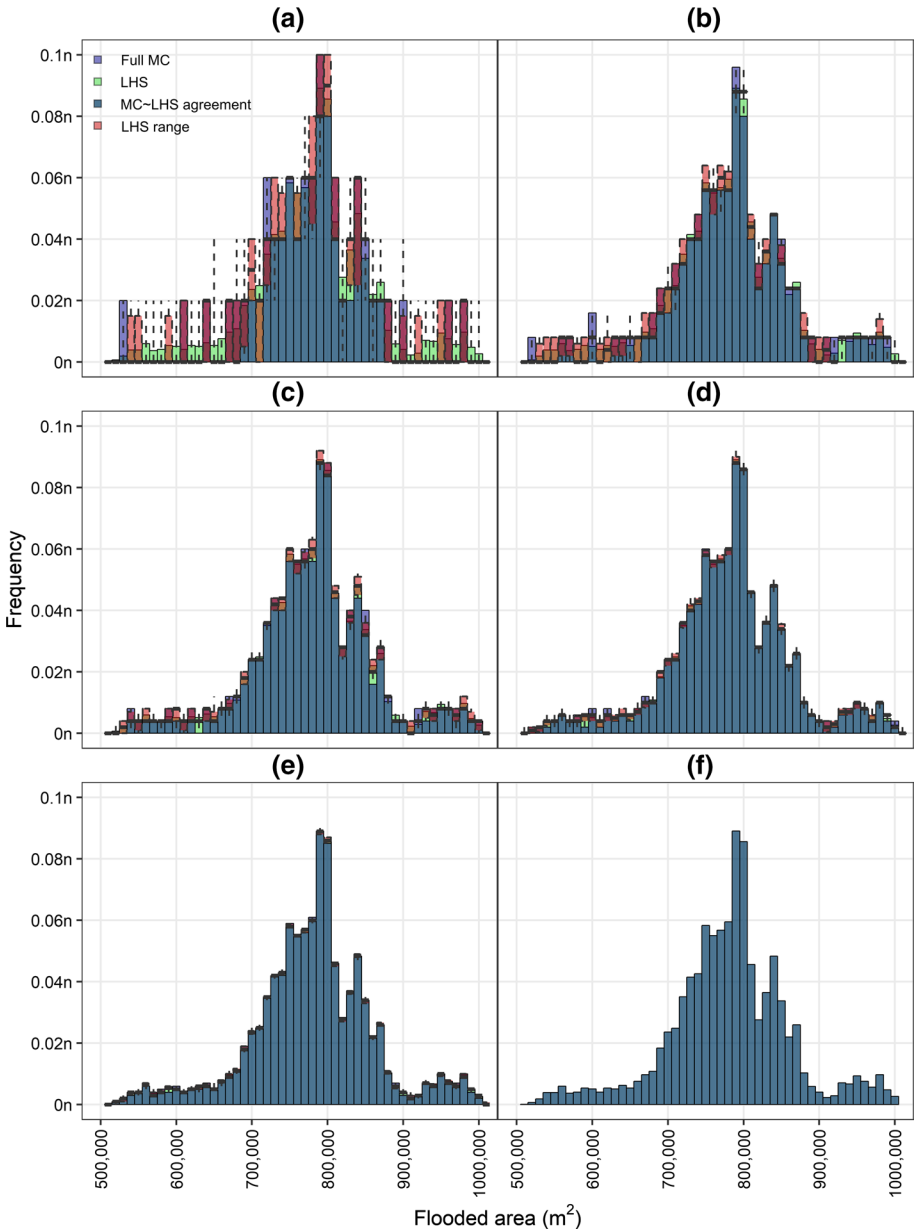 (a)
(b)
0.1n
0.08n
0.06n
0.04n
0.02n
0n
Full MC
LHS
MC~LHS agreement
LHS range
(c)
(d)
0.1n
0.08n
0.06n
0.04n
0.02n
0n
Frequency
(e)
(f)
0.1n
0.08n
0.06n
0.04n
0.02n
0n
500,000
600,000
700,000
800,000
900,000
1000,000
500,000
600,000
700,000
800,000
900,000
1000,000
Flooded area (m²)